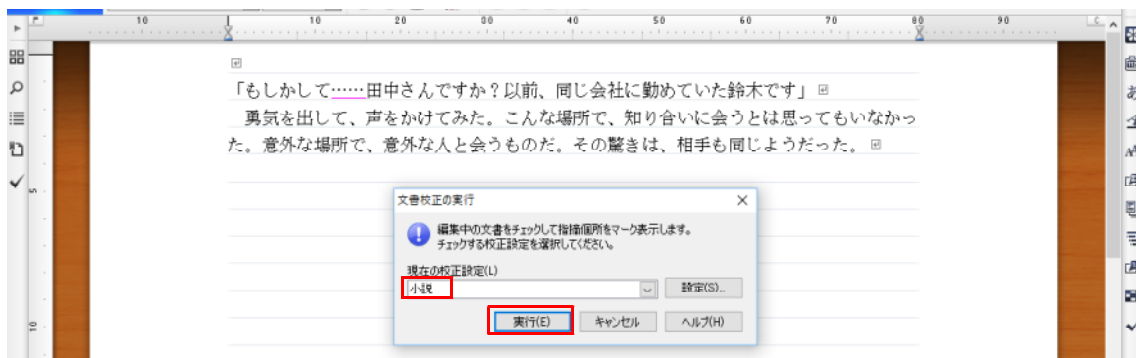 10 10 20 30 40 50 60 70 80 90
「もしかして……田中さんですか？以前、同じ会社に勤めていた鈴木です」
勇気を出して、声をかけてみた。こんな場所で、知り合いに会うとは思ってもいなかっ
た。意外な場所で、意外な人と会うものだ。その驚きは、相手も同じようだった。
文書校正の実行
編集中の文書をチェックして指摘個所をマーク表示します。
チェックする校正設定を選択してください。
現在の校正設定(L)
小説
設定(S)...
実行(E) キャンセル ヘルプ(H)
5
10